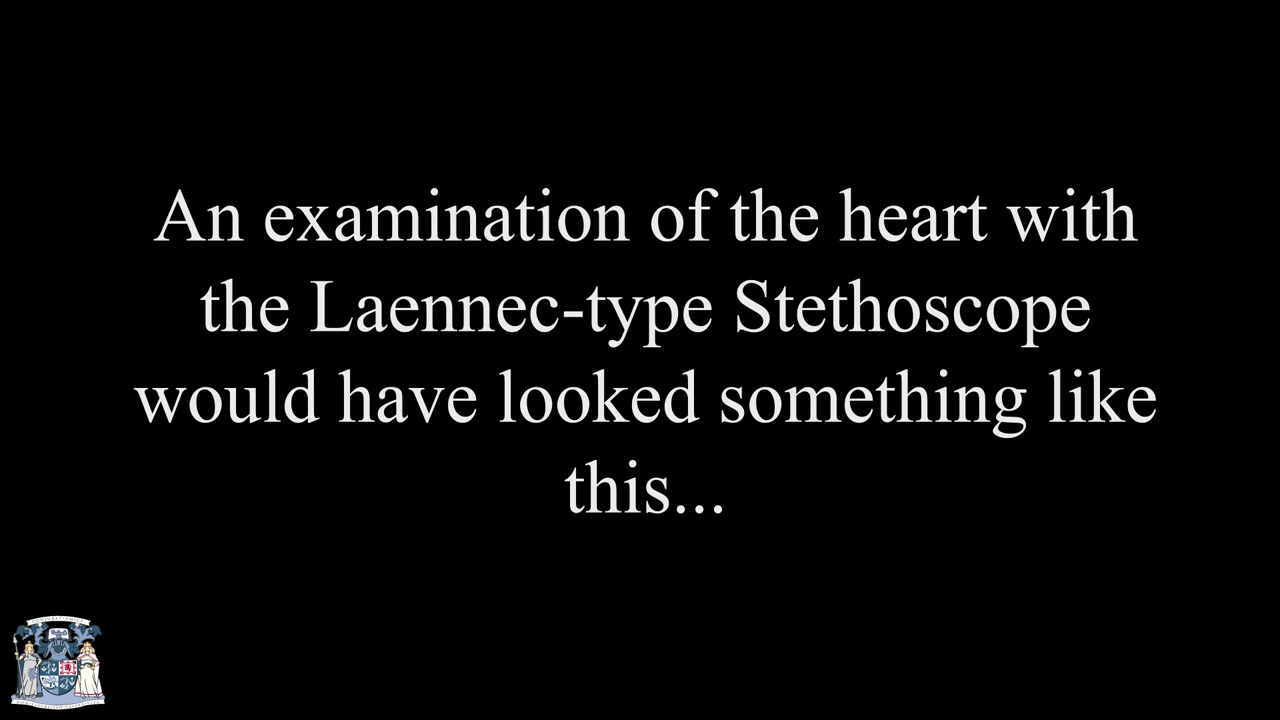 An examination of the heart with
the Laennec-type Stethoscope
would have looked something like
this...